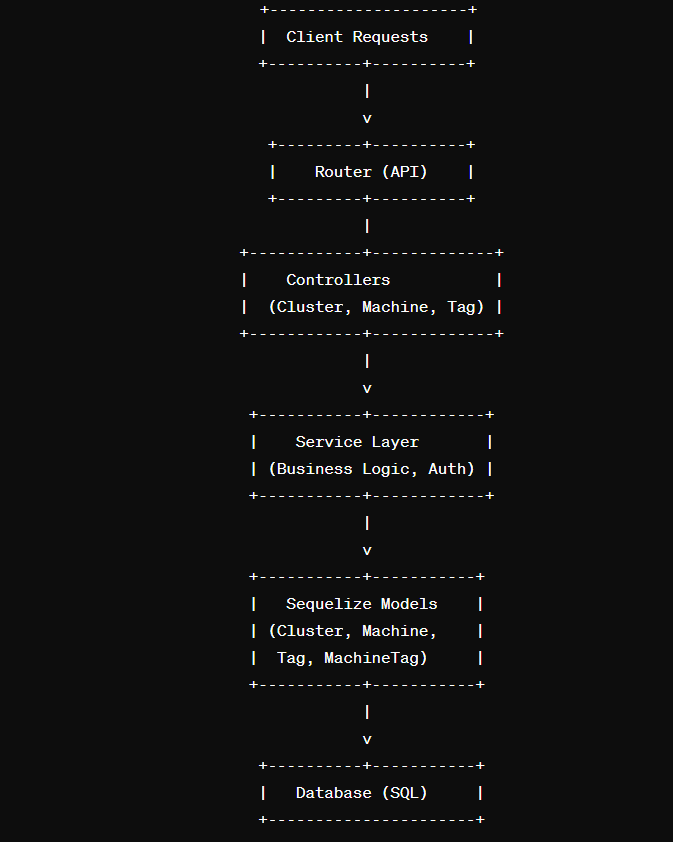 +---------------------+
|  Client Requests    |
+----------+----------+
           |
           v
 +---------+----------+
 |    Router (API)    |
 +---------+----------+
           |
+------------+-------------+
|    Controllers           |
|  (Cluster, Machine, Tag) |
+------------+-------------+
             |
             v
+-----------+------------+
|    Service Layer       |
| (Business Logic, Auth) |
+-----------+------------+
            |
            v
+-----------+-----------+
|   Sequelize Models    |
| (Cluster, Machine,    |
|  Tag, MachineTag)     |
+-----------+-----------+
            |
            v
+----------+-----------+
|   Database (SQL)     |
+----------------------+